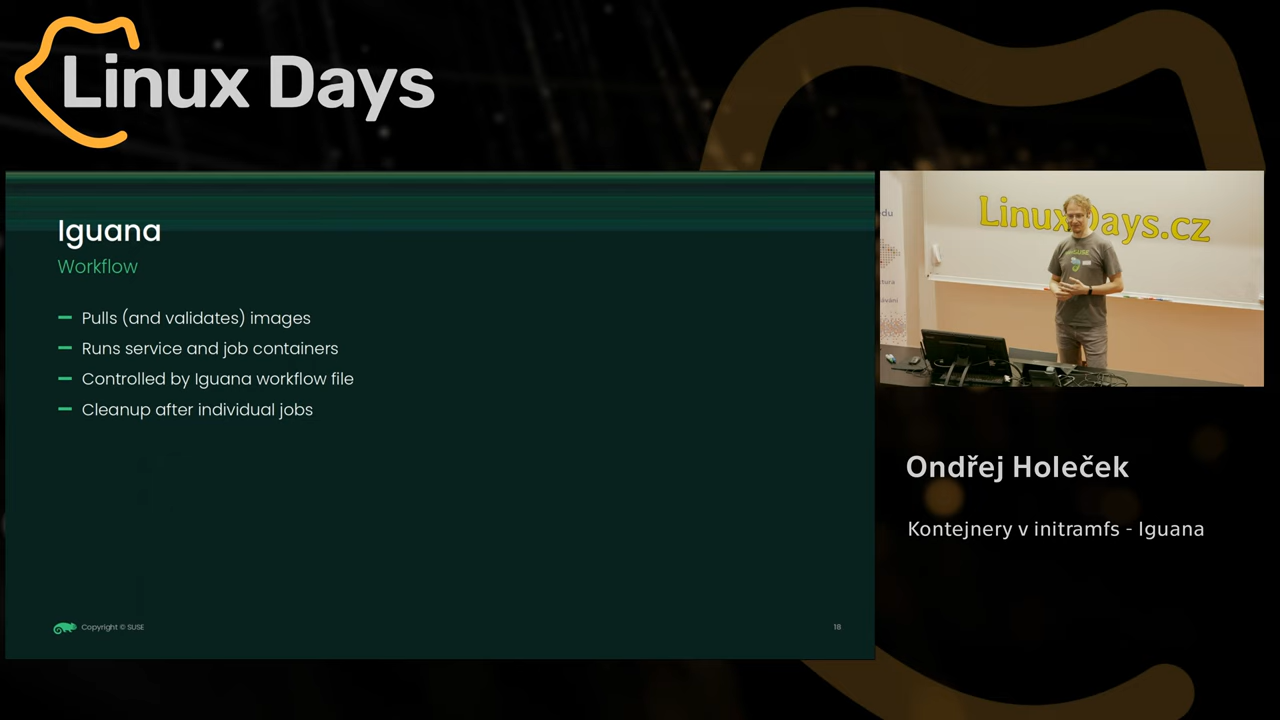 Linux Days
Iguana
Workflow
Pulls (and validates) images
Runs service and job containers
Controlled by Iguana workflow file
Cleanup after individual jobs
Copyright © SUSE
18
LinuxDays.cz
Ondřej Holeček
Kontejnery v initramfs - Iguana